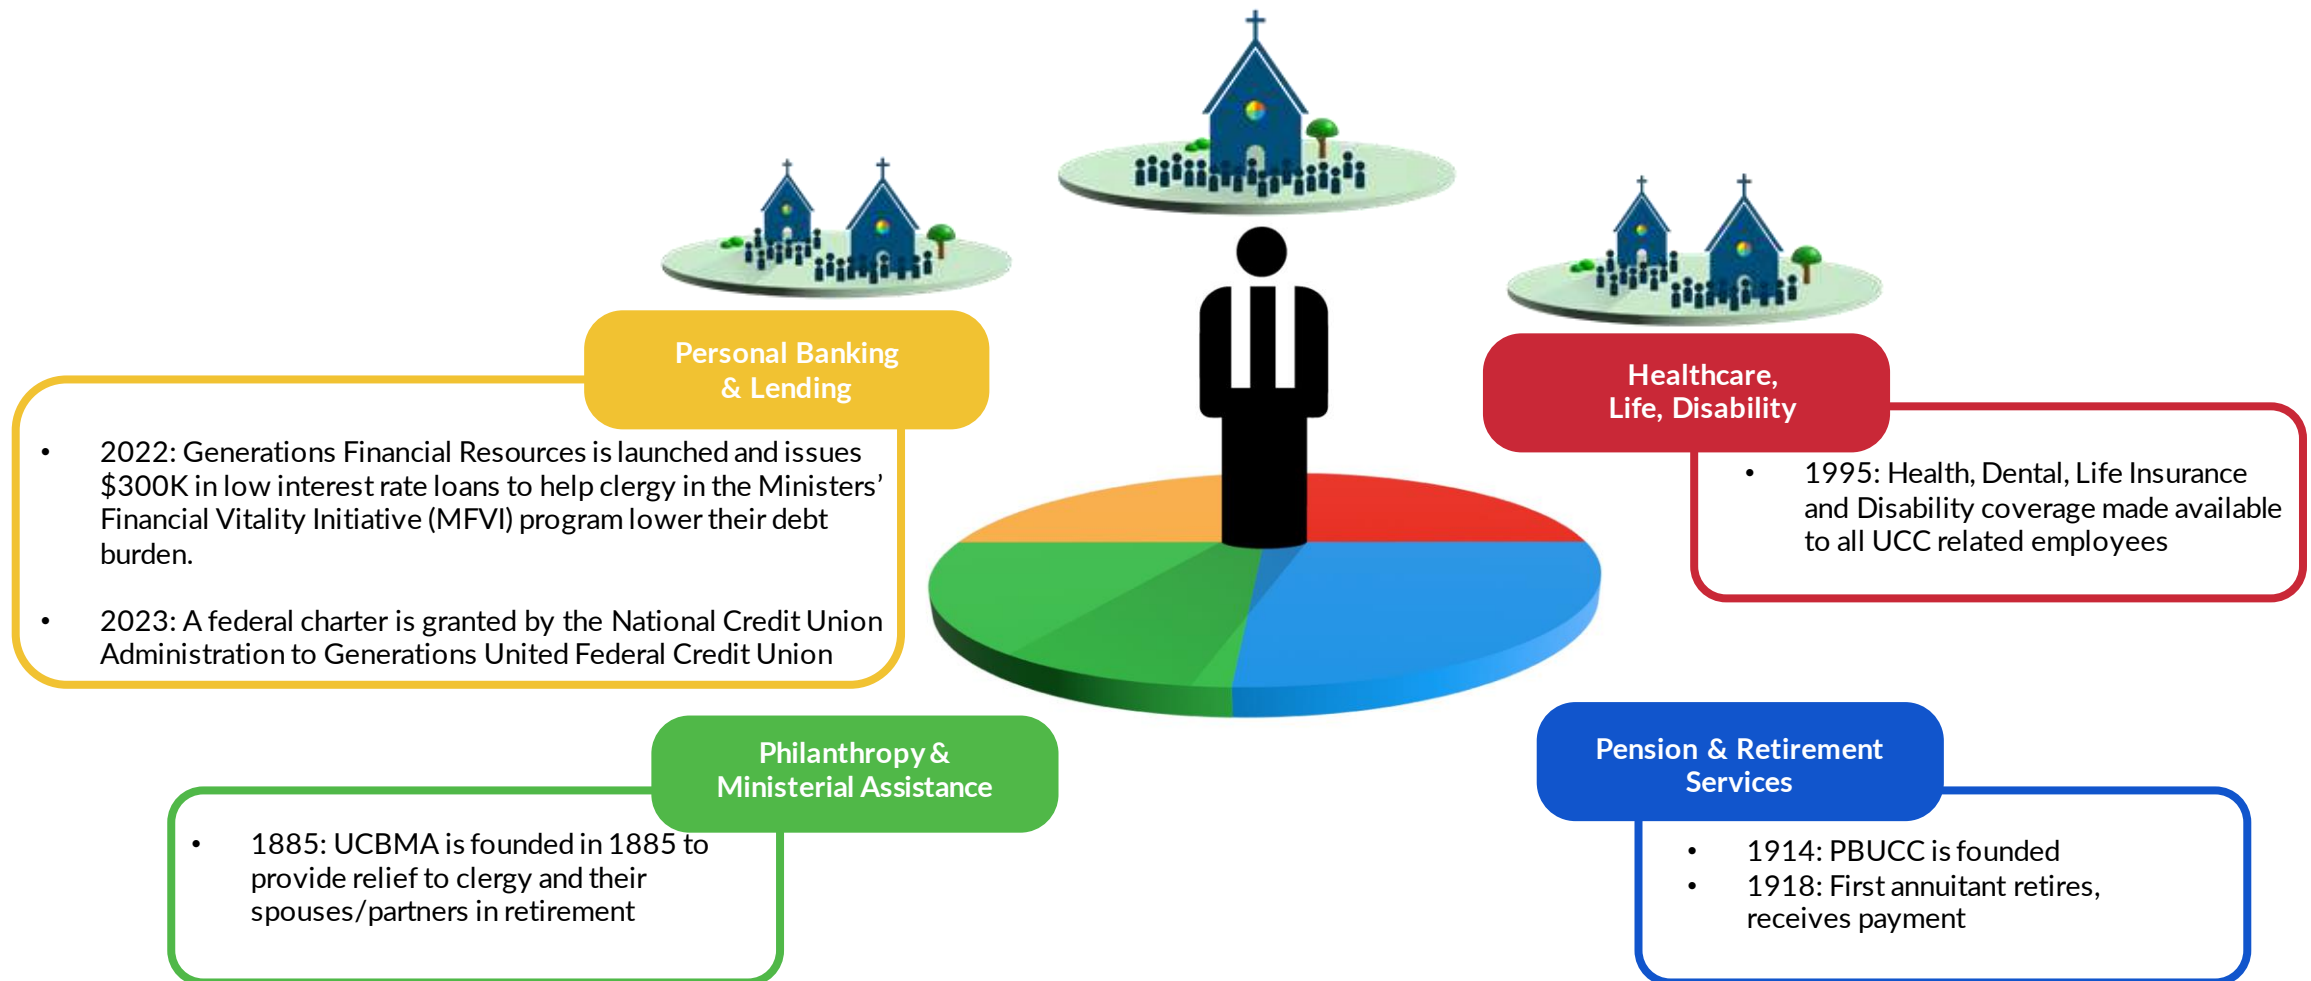 Personal Banking
& Lending
• 2022: Generations Financial Resources is launched and issues
$300K in low interest rate loans to help clergy in the Ministers’
Financial Vitality Initiative (MFVI) program lower their debt
burden.
• 2023: A federal charter is granted by the National Credit Union
Administration to Generations United Federal Credit Union
Healthcare,
Life, Disability
• 1995: Health, Dental, Life Insurance
and Disability coverage made available
to all UCC related employees
Philanthropy &
Ministerial Assistance
• 1885: UCBMA is founded in 1885 to
provide relief to clergy and their
spouses/partners in retirement
Pension & Retirement
Services
• 1914: PBUCC is founded
• 1918: First annuitant retires,
receives payment